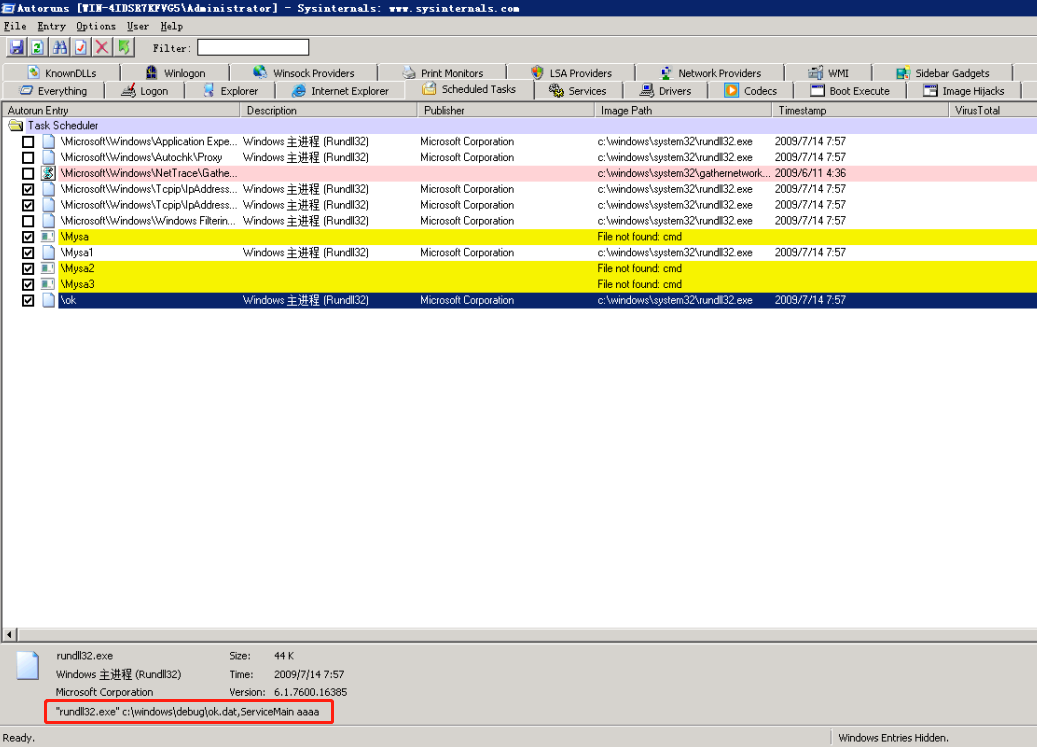 Autoruns [WIN-4IDSR7KFVG5\Administrator] - Sysinternals: www.sysinternals.com
File Entry Options User Help
Filter:
KnownDLLs Winlogon Winsock Providers Print Monitors LSA Providers Network Providers WMI Sidebar Gadgets
Everything Logon Explorer Internet Explorer Scheduled Tasks Services Drivers Codecs Boot Execute Image Hijacks
Autorun Entry Description Publisher Image Path Timestamp VirusTotal
Task Scheduler
\Microsoft\Windows\Application Expe... Windows 主进程 (Rundll32) Microsoft Corporation c:\windows\system32\rundll32.exe 2009/7/14 7:57
\Microsoft\Windows\Autochk\Proxy Windows 主进程 (Rundll32) Microsoft Corporation c:\windows\system32\rundll32.exe 2009/7/14 7:57
\Microsoft\Windows\NetTrace\Gathe... c:\windows\system32\gathernetwork... 2009/6/11 4:36
\Microsoft\Windows\Tcpip\IpAddress... Windows 主进程 (Rundll32) Microsoft Corporation c:\windows\system32\rundll32.exe 2009/7/14 7:57
\Microsoft\Windows\Tcpip\IpAddress... Windows 主进程 (Rundll32) Microsoft Corporation c:\windows\system32\rundll32.exe 2009/7/14 7:57
\Microsoft\Windows\Windows Filterin... Windows 主进程 (Rundll32) Microsoft Corporation c:\windows\system32\rundll32.exe 2009/7/14 7:57
\Mysa File not found: cmd
\Mysa1 Windows 主进程 (Rundll32) Microsoft Corporation c:\windows\system32\rundll32.exe 2009/7/14 7:57
\Mysa2 File not found: cmd
\Mysa3 File not found: cmd
\ok Windows 主进程 (Rundll32) Microsoft Corporation c:\windows\system32\rundll32.exe 2009/7/14 7:57
rundll32.exe Size: 44 K
Windows 主进程 (Rundll32) Time: 2009/7/14 7:57
Microsoft Corporation Version: 6.1.7600.16385
"rundll32.exe" c:\windows\debug\ok.dat,ServiceMain aaaa
Ready. Windows Entries Hidden.